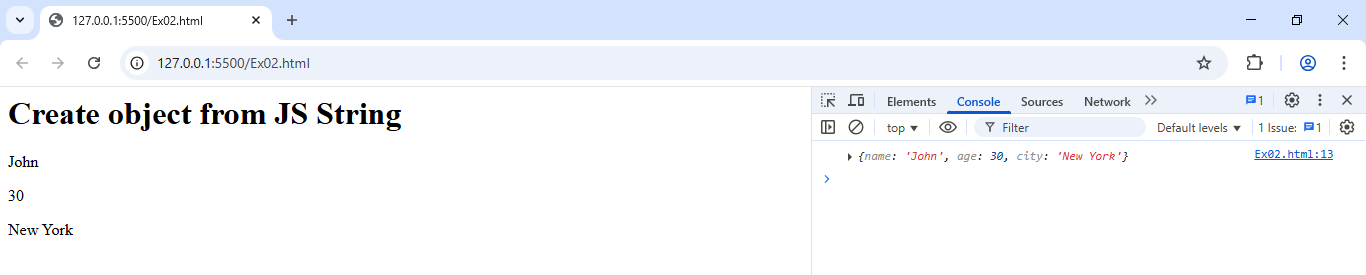 127.0.0.1:5500/Ex02.html
127.0.0.1:5500/Ex02.html
Create object from JS String
John
30
New York
Elements Console Sources Network 1
top Filter Default levels 1 Issue: 1
{name: 'John', age: 30, city: 'New York'} Ex02.html:13